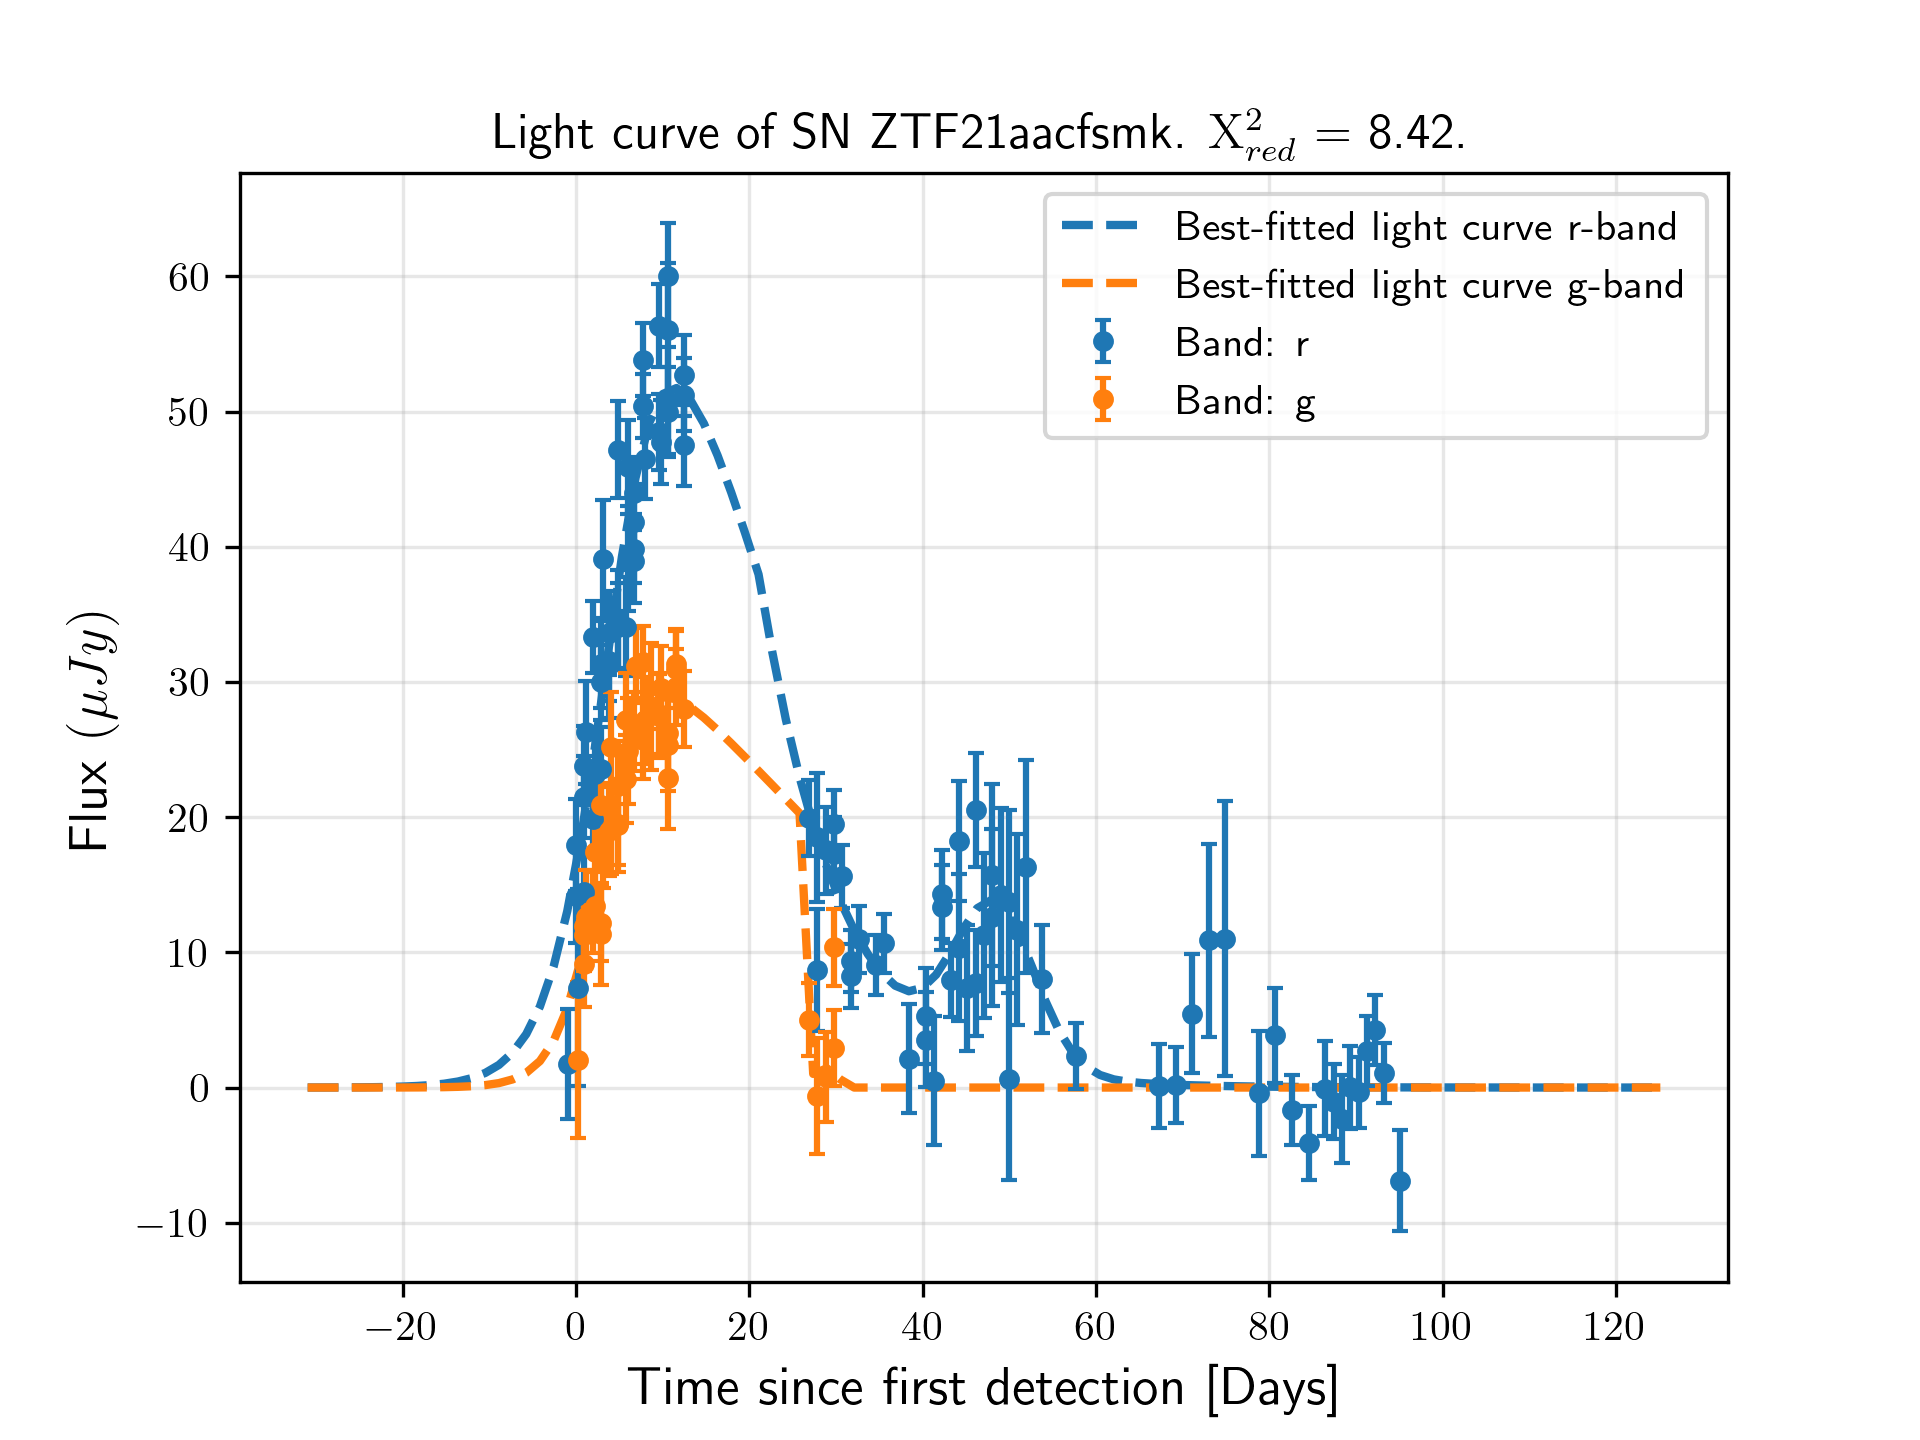 Light curve of SN ZTF21aacfsmk. X²_red = 8.42.
Best-fitted light curve r-band
Best-fitted light curve g-band
Band: r
Band: g
60
50
40
30
20
10
0
−10
Flux (μJy)
−20 0 20 40 60 80 100 120
Time since first detection [Days]